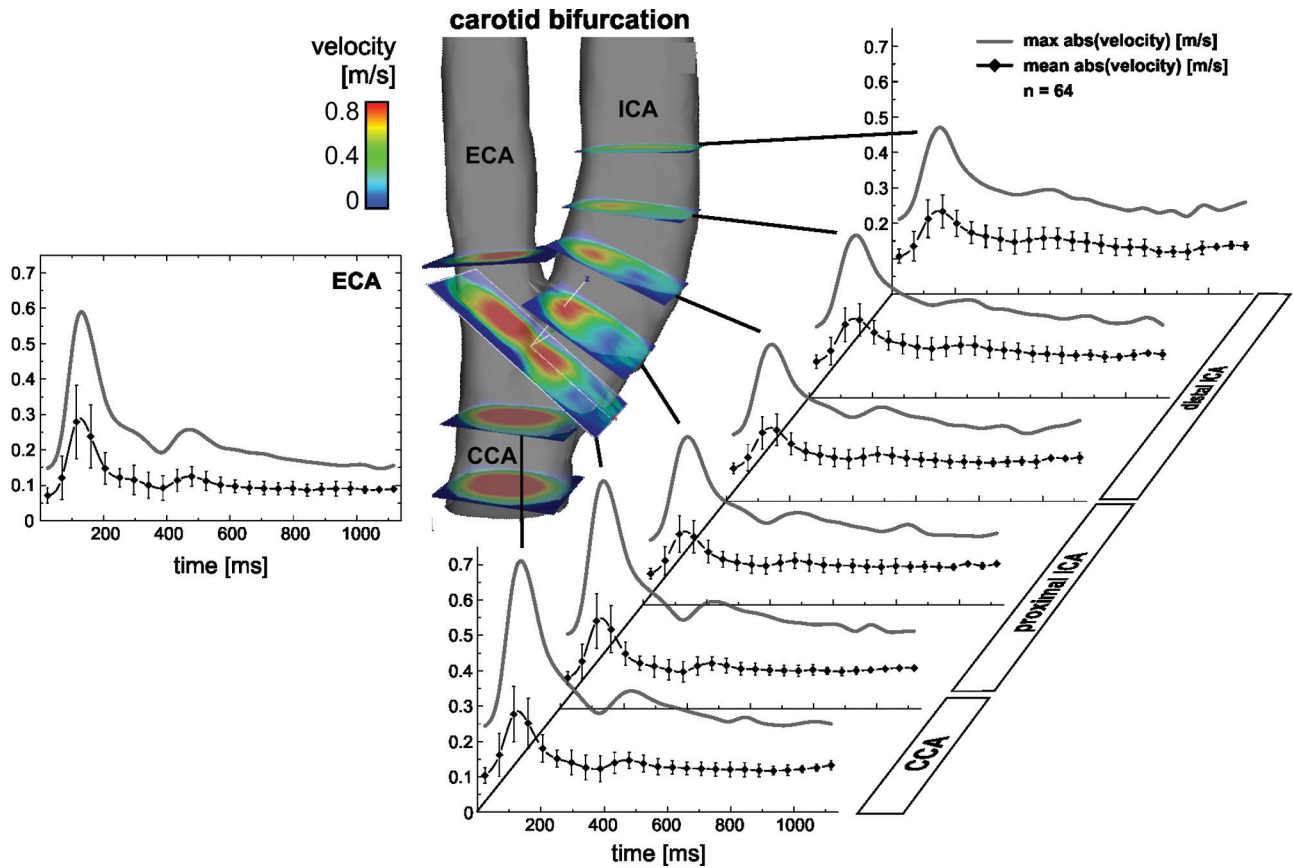 carotid bifurcation
velocity
[m/s]
0.8
0.4
0
ECA
ICA
CCA
z
max abs(velocity) [m/s]
mean abs(velocity) [m/s]
n = 64
0.7
0.6
0.5
0.4
0.3
0.2
ECA
0.7
0.6
0.5
0.4
0.3
0.2
0.1
0
200 400 600 800 1000
time [ms]
0.7
0.6
0.5
0.4
0.3
0.2
0.1
0
200 400 600 800 1000
time [ms]
distal ICA
proximal ICA
CCA